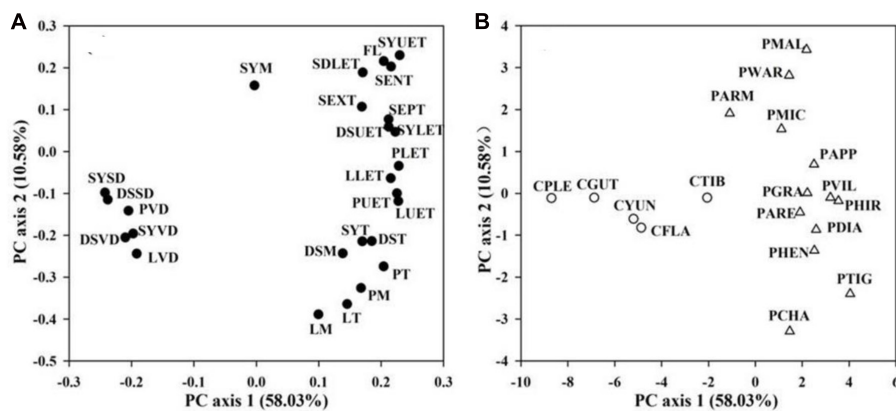 A
PC axis 2 (10.58%)
0.3
0.2
0.1
0.0
-0.1
-0.2
-0.3
-0.4
-0.5
SYUET
FL
SDLET
SENT
SYM
SEXT
SEPT
DSUET
SYLET
PLET
LLET
PUET
LUET
SYSD
DSSD
PVD
SYVD
DSVD
LVD
SYT
DST
DSM
PT
PM
LT
LM
-0.3 -0.2 -0.1 0.0 0.1 0.2 0.3
PC axis 1 (58.03%)
B
PC axis 2 (10.58%)
4
3
2
1
0
-1
-2
-3
-4
PMAI
PWAR
PARM
PMIC
PAPP
CPLE
CGUT
CTIB
PGRA
PVIL
PHIR
CYUN
PARE
CFLA
PDIA
PHEN
PTIG
PCHA
-10 -8 -6 -4 -2 0 2 4 6
PC axis 1 (58.03%)